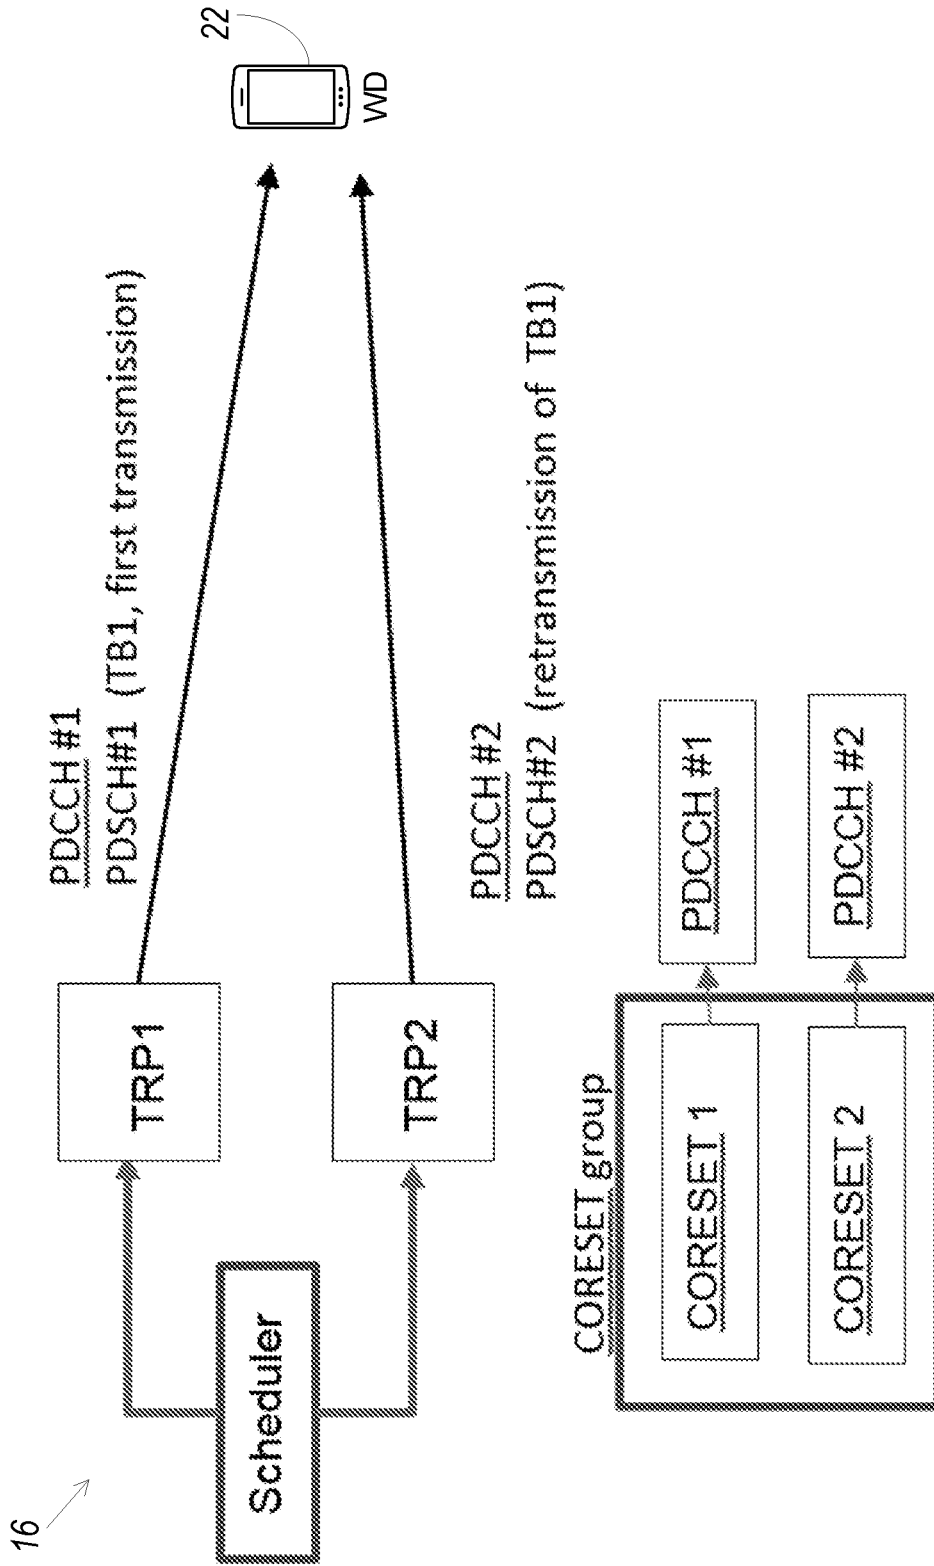 16
22
WD
PDCCH #1
PDSCH#1 (TB1, first transmission)
TRP1
Scheduler
TRP2
PDCCH #2
PDSCH#2 (retransmission of TB1)
CORESET group
CORESET 1
PDCCH #1
CORESET 2
PDCCH #2